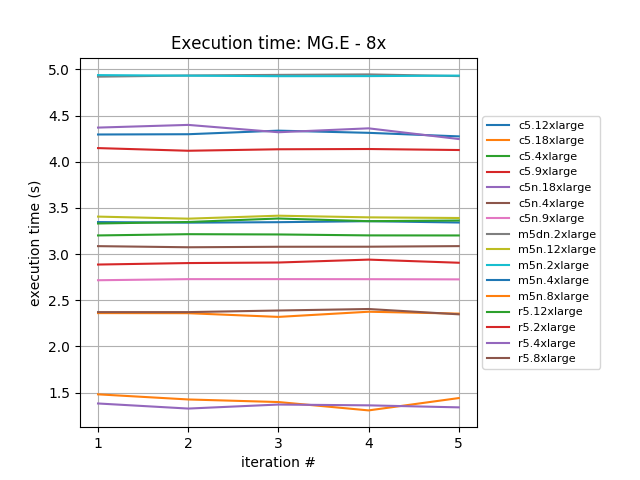 Execution time: MG.E - 8x
execution time (s)
5.0
4.5
4.0
3.5
3.0
2.5
2.0
1.5
1
2
3
4
5
iteration #
c5.12xlarge
c5.18xlarge
c5.4xlarge
c5.9xlarge
c5n.18xlarge
c5n.4xlarge
c5n.9xlarge
m5dn.2xlarge
m5n.12xlarge
m5n.2xlarge
m5n.4xlarge
m5n.8xlarge
r5.12xlarge
r5.2xlarge
r5.4xlarge
r5.8xlarge